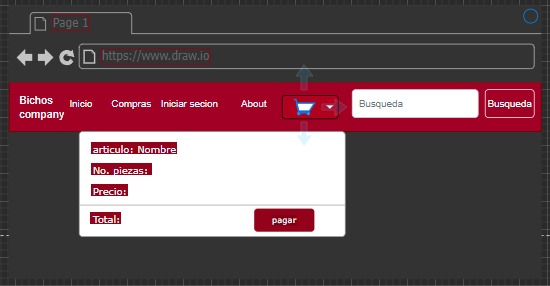 Page 1
https://www.draw.io
Bichos company
Inicio
Compras
Iniciar secion
About
Busqueda
Busqueda
articulo: Nombre
No. piezas:
Precio:
Total:
pagar